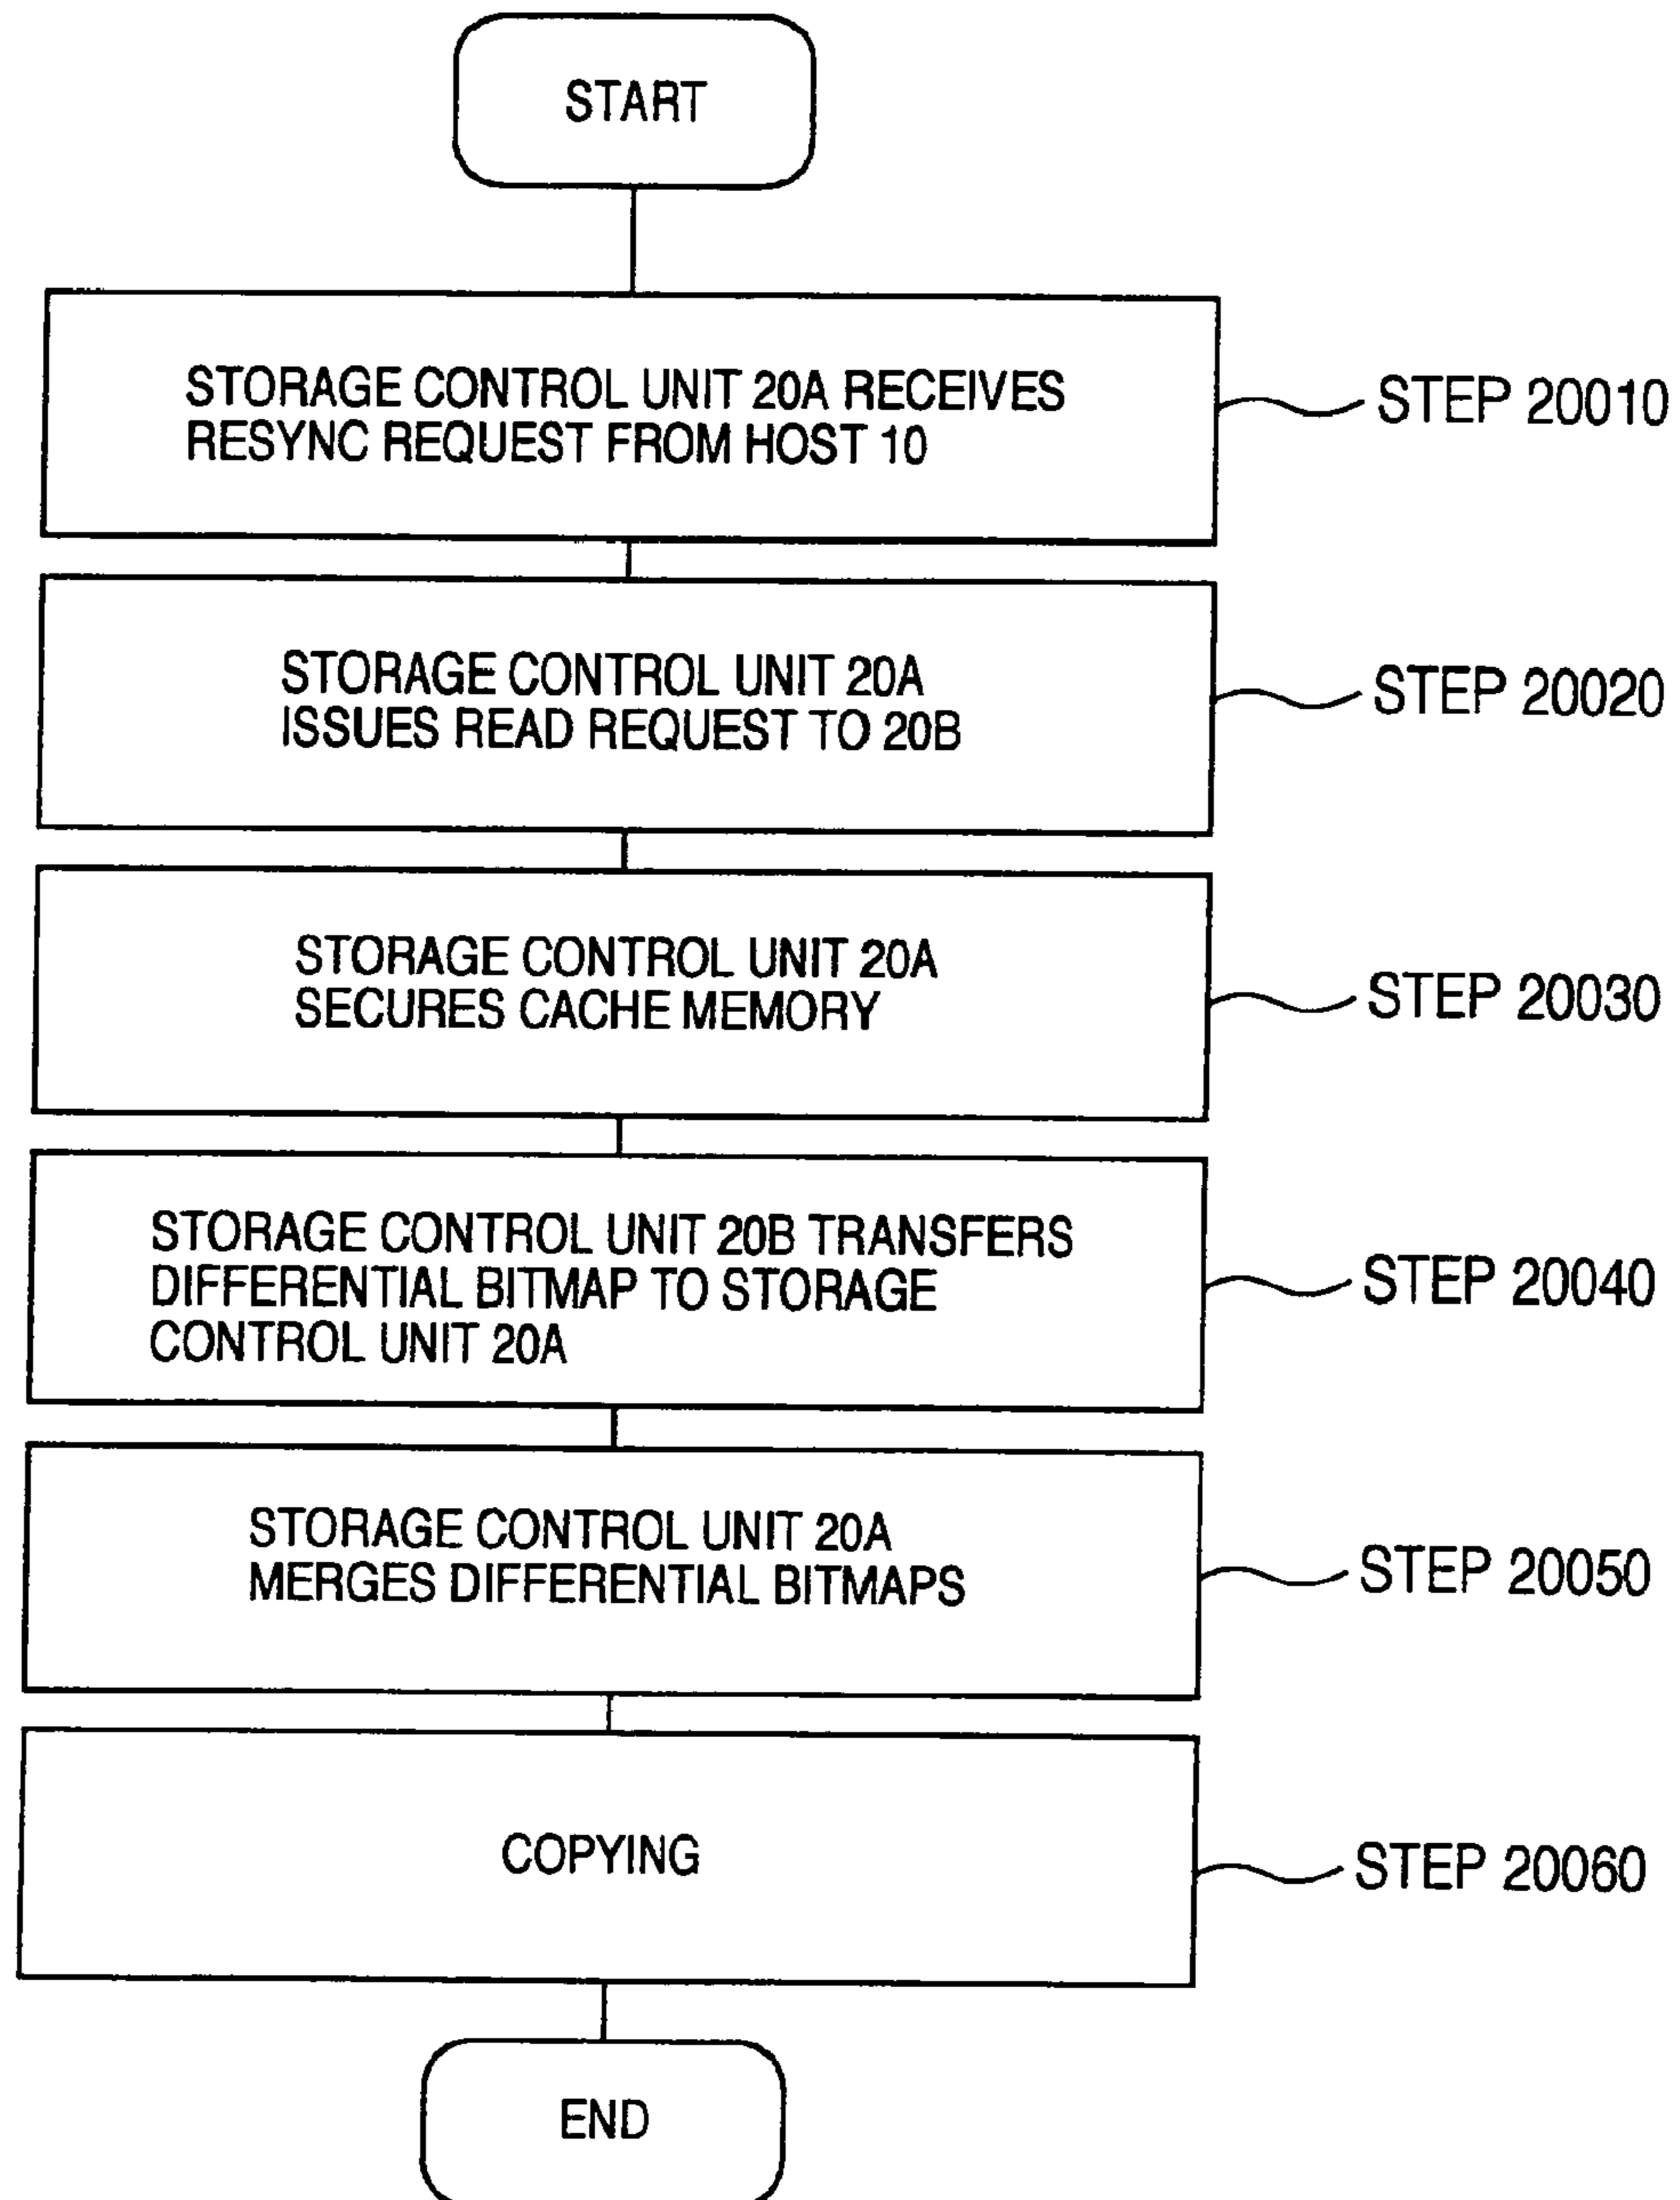 START
STORAGE CONTROL UNIT 20A RECEIVES
RESYNC REQUEST FROM HOST 10
STEP 20010
STORAGE CONTROL UNIT 20A
ISSUES READ REQUEST TO 20B
STEP 20020
STORAGE CONTROL UNIT 20A
SECURES CACHE MEMORY
STEP 20030
STORAGE CONTROL UNIT 20B TRANSFERS
DIFFERENTIAL BITMAP TO STORAGE
CONTROL UNIT 20A
STEP 20040
STORAGE CONTROL UNIT 20A
MERGES DIFFERENTIAL BITMAPS
STEP 20050
COPYING
STEP 20060
END